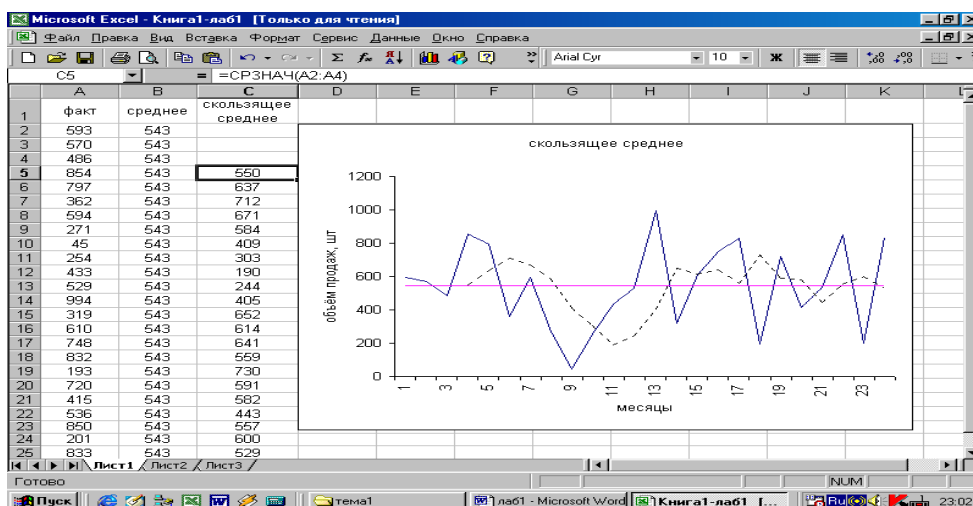 Microsoft Excel - Книга1-лаб1 [Только для чтения]
Файл Правка Вид Вставка Формат Сервис Данные Окно Справка
Arial Cyr 10 Ж
C5 = =СРЗНАЧ(A2:A4)
A B C D E F G H I J K L
1 факт среднее скользящее среднее
2 593 543
3 570 543
4 486 543
5 854 543 550
6 797 543 637
7 362 543 712
8 594 543 671
9 271 543 584
10 45 543 409
11 254 543 303
12 433 543 190
13 529 543 244
14 994 543 405
15 319 543 652
16 610 543 614
17 748 543 641
18 832 543 559
19 193 543 730
20 720 543 591
21 415 543 582
22 536 543 443
23 850 543 557
24 201 543 600
25 833 543 529
скользящее среднее
объём продаж, шт
1200
1000
800
600
400
200
0
1 3 5 7 9 11 13 15 17 19 21 23
месяцы
Лист1 Лист2 Лист3
Готово NUM
Пуск тема1 лаб1 - Microsoft Word Книга1-лаб1 [... Ru 23:02